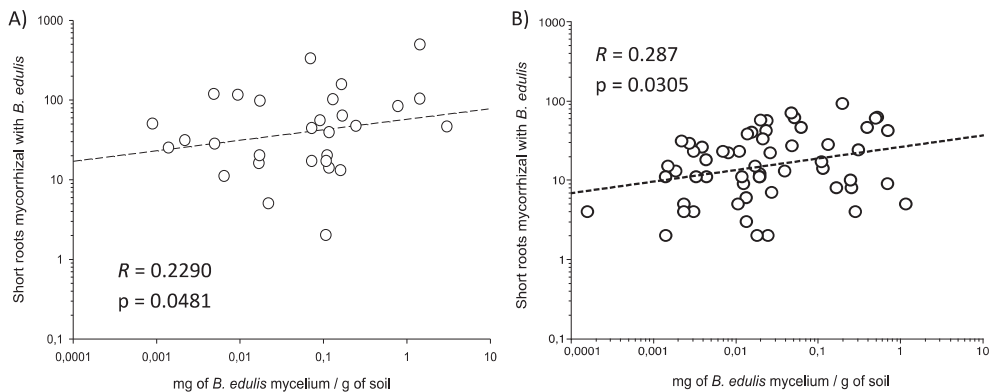 A)
Short roots mycorrhizal with B. edulis
1000
100
10
1
0,1
R = 0.2290
p = 0.0481
0,0001
0,001
0,01
0,1
1
10
mg of B. edulis mycelium / g of soil
B)
Short roots mycorrhizal with B. edulis
1000
100
10
1
0,1
R = 0.287
p = 0.0305
0,0001
0,001
0,01
0,1
1
10
mg of B. edulis mycelium / g of soil